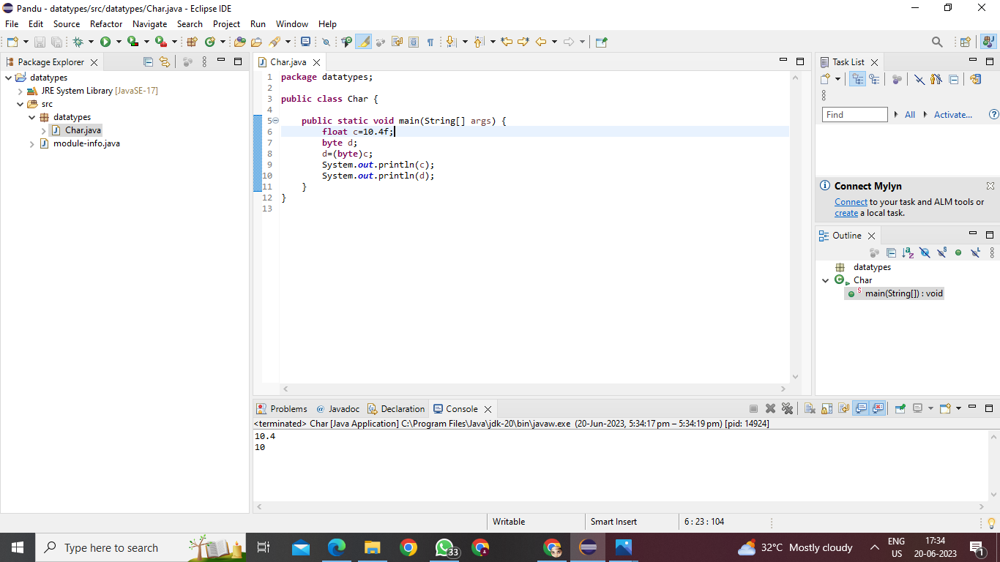 Pandu - datatypes/src/datatypes/Char.java - Eclipse IDE
File Edit Source Refactor Navigate Search Project Run Window Help
Package Explorer
datatypes
JRE System Library [JavaSE-17]
src
datatypes
Char.java
module-info.java
Char.java
1 package datatypes;
2
3 public class Char {
4
5 public static void main(String[] args) {
6 float c=10.4f;
7 byte d;
8 d=(byte)c;
9 System.out.println(c);
10 System.out.println(d);
11 }
12 }
13
Task List
Find All Activate...
Connect Mylyn
Connect to your task and ALM tools or
create a local task.
Outline
datatypes
Char
main(String[]) : void
Problems @ Javadoc Declaration Console
<terminated> Char [Java Application] C:\Program Files\Java\jdk-20\bin\javaw.exe (20-Jun-2023, 5:34:17 pm – 5:34:19 pm) [pid: 14924]
10.4
10
Writable Smart Insert 6 : 23 : 104
Type here to search
33
32°C Mostly cloudy
ENG
US
17:34
20-06-2023
1